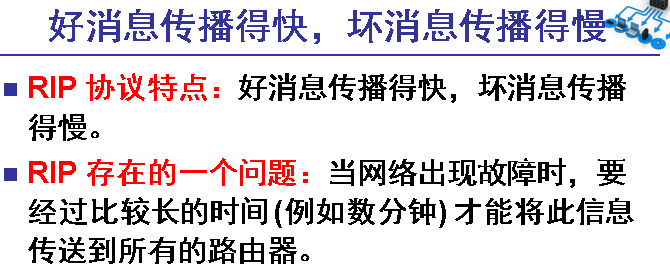 好消息传播得快，坏消息传播得慢
RIP 协议特点：好消息传播得快，坏消息传播
得慢。
RIP 存在的一个问题：当网络出现故障时，要
经过比较长的时间(例如数分钟)才能将此信息
传送到所有的路由器。